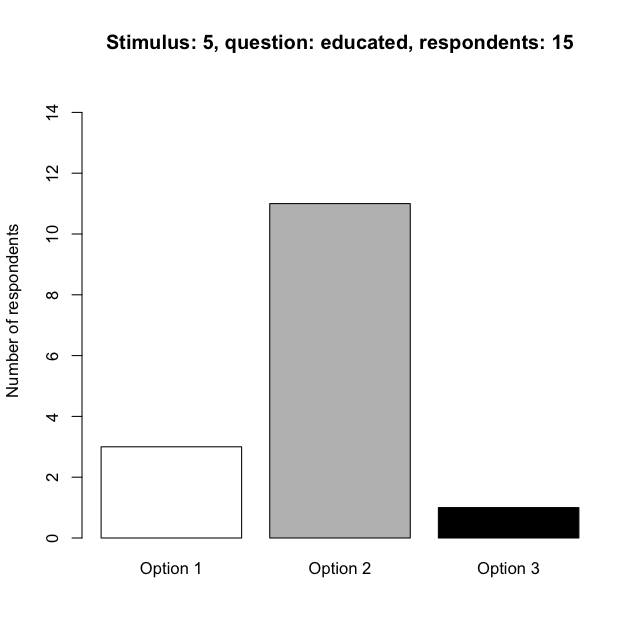 Stimulus: 5, question: educated, respondents: 15
Number of respondents
14
12
10
8
6
4
2
0
Option 1
Option 2
Option 3